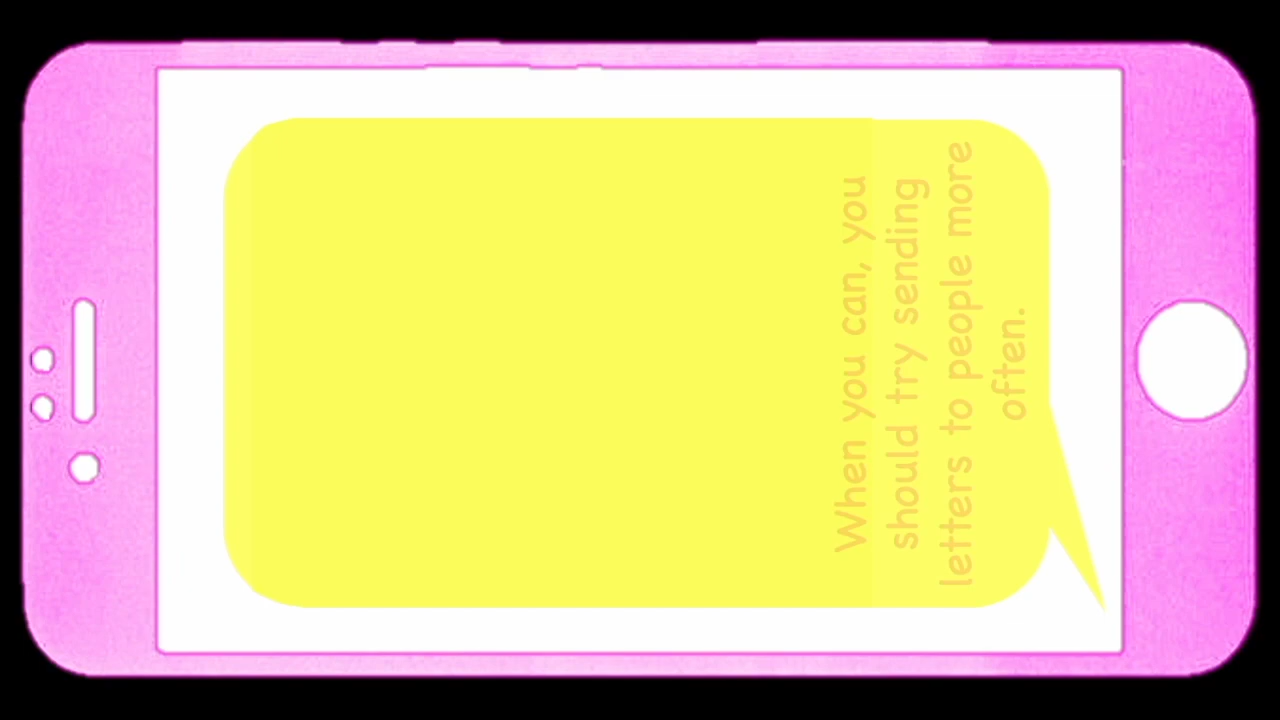 When you can, you
should try sending
letters to people more
often.